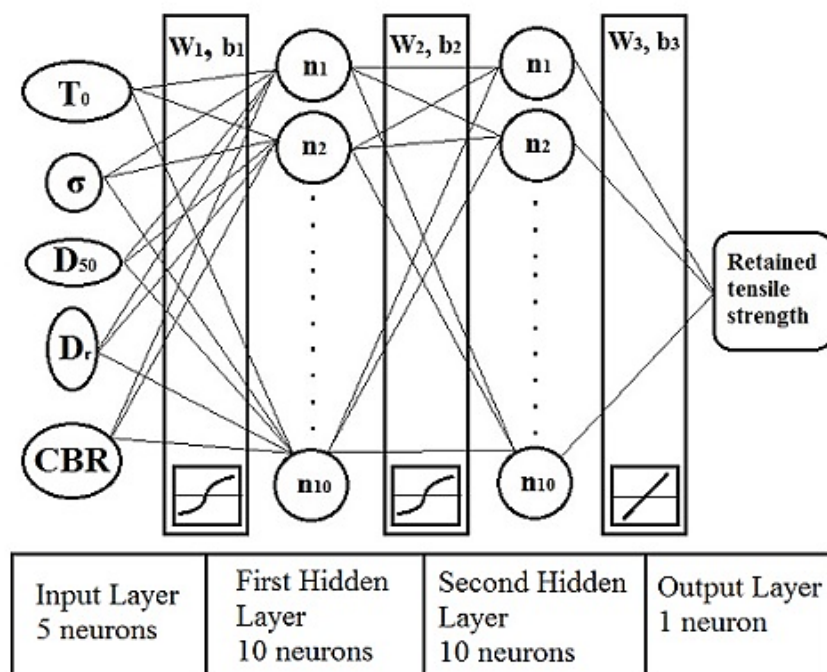 W₁, b₁
W₂, b₂
W₃, b₃
T₀
σ
D₅₀
Dᵣ
CBR
n₁
n₂
n₁₀
n₁
n₂
n₁₀
Retained
tensile
strength
Input Layer
5 neurons
First Hidden
Layer
10 neurons
Second Hidden
Layer
10 neurons
Output Layer
1 neuron